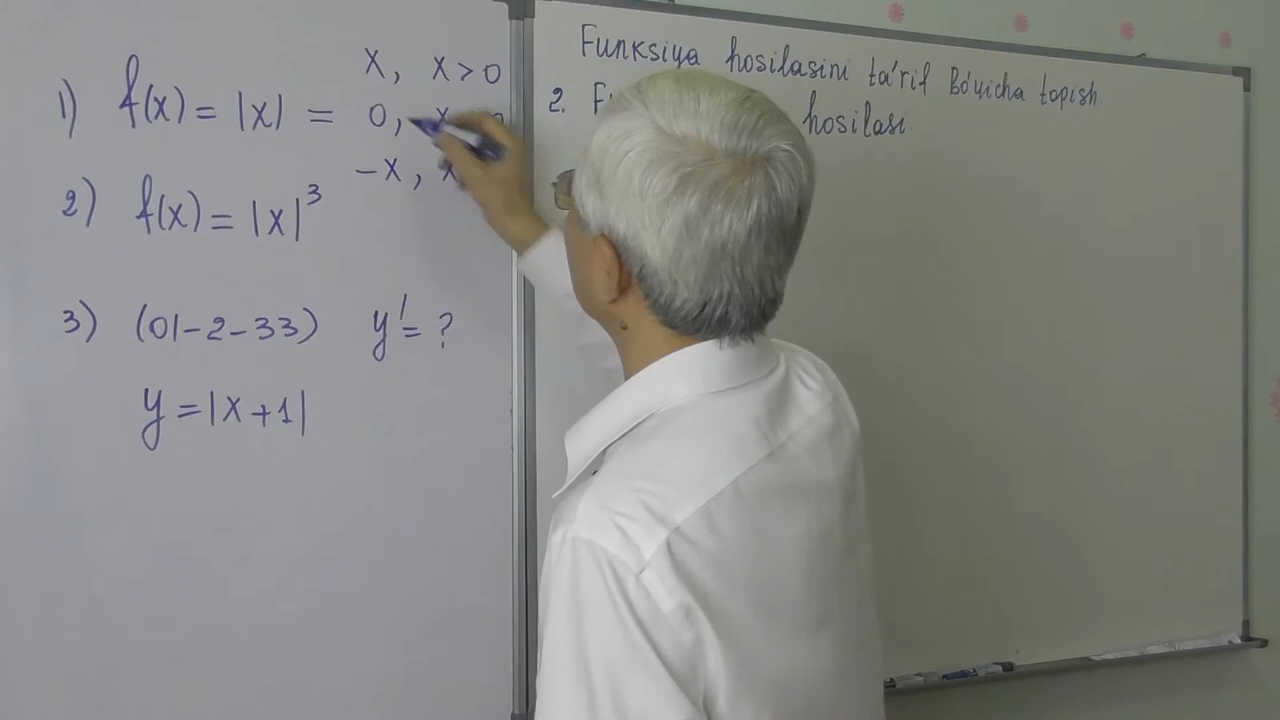 1) f(x) = |x| =
x, x > 0
0, x
-x, x
2) f(x) = |x|³
3) (01-2-33) y' = ?
y = |x+1|
Funksiya hosilasini ta'rif Bo'yicha topish
2. F hosilasi